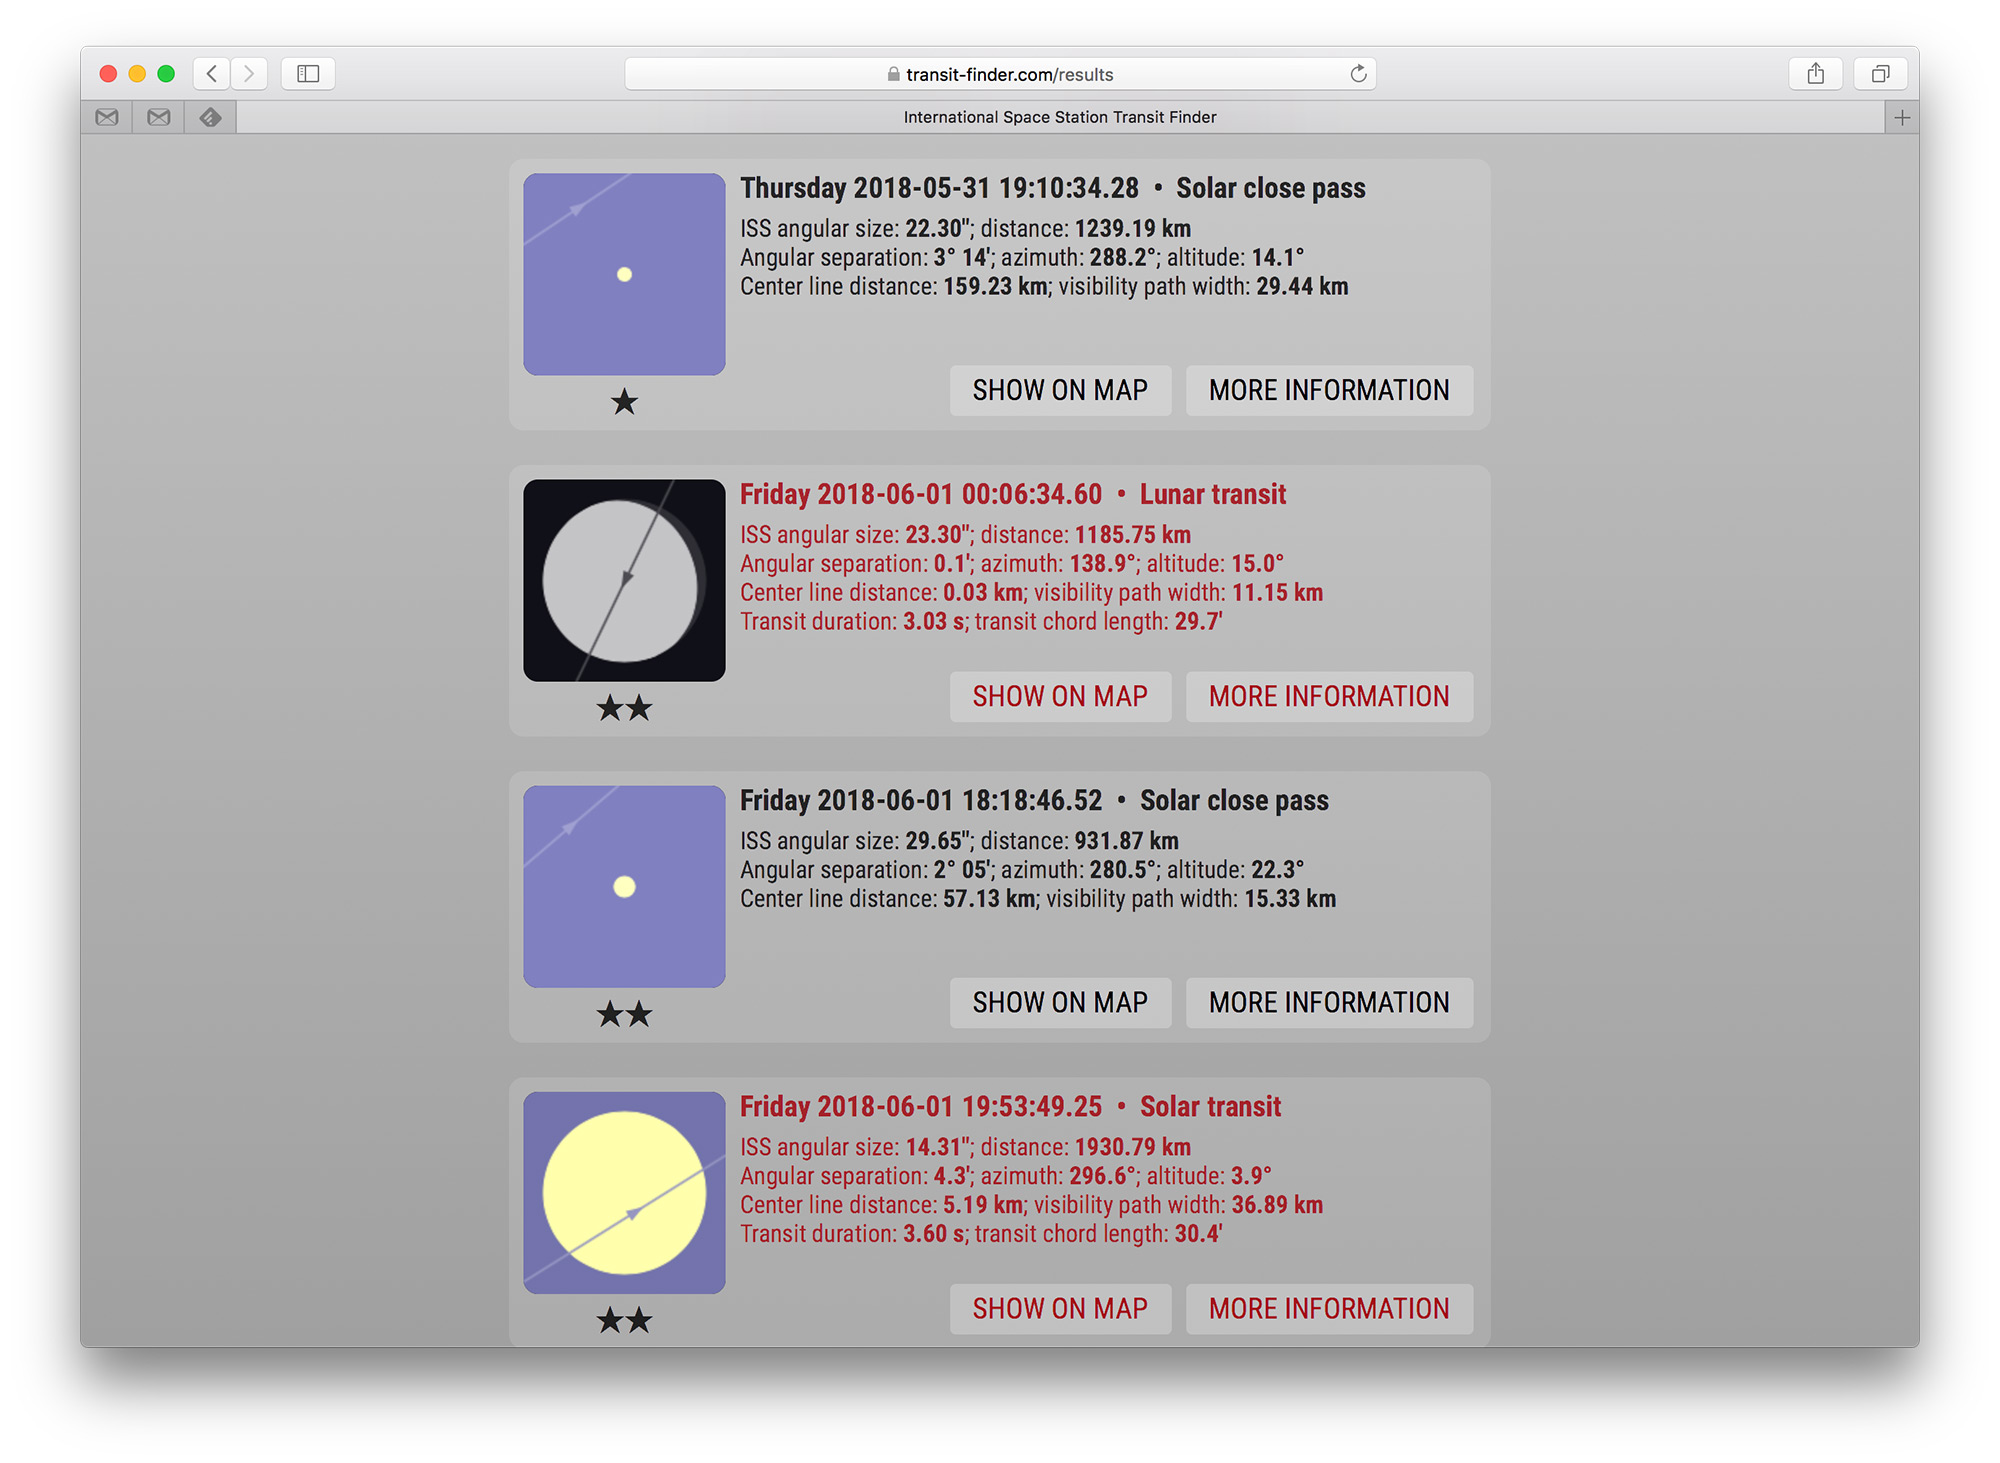 transit-finder.com/results
International Space Station Transit Finder
Thursday 2018-05-31 19:10:34.28 • Solar close pass
ISS angular size: 22.30"; distance: 1239.19 km
Angular separation: 3° 14'; azimuth: 288.2°; altitude: 14.1°
Center line distance: 159.23 km; visibility path width: 29.44 km
SHOW ON MAP MORE INFORMATION
★
Friday 2018-06-01 00:06:34.60 • Lunar transit
ISS angular size: 23.30"; distance: 1185.75 km
Angular separation: 0.1'; azimuth: 138.9°; altitude: 15.0°
Center line distance: 0.03 km; visibility path width: 11.15 km
Transit duration: 3.03 s; transit chord length: 29.7'
SHOW ON MAP MORE INFORMATION
★★
Friday 2018-06-01 18:18:46.52 • Solar close pass
ISS angular size: 29.65"; distance: 931.87 km
Angular separation: 2° 05'; azimuth: 280.5°; altitude: 22.3°
Center line distance: 57.13 km; visibility path width: 15.33 km
SHOW ON MAP MORE INFORMATION
★★
Friday 2018-06-01 19:53:49.25 • Solar transit
ISS angular size: 14.31"; distance: 1930.79 km
Angular separation: 4.3'; azimuth: 296.6°; altitude: 3.9°
Center line distance: 5.19 km; visibility path width: 36.89 km
Transit duration: 3.60 s; transit chord length: 30.4'
SHOW ON MAP MORE INFORMATION
★★